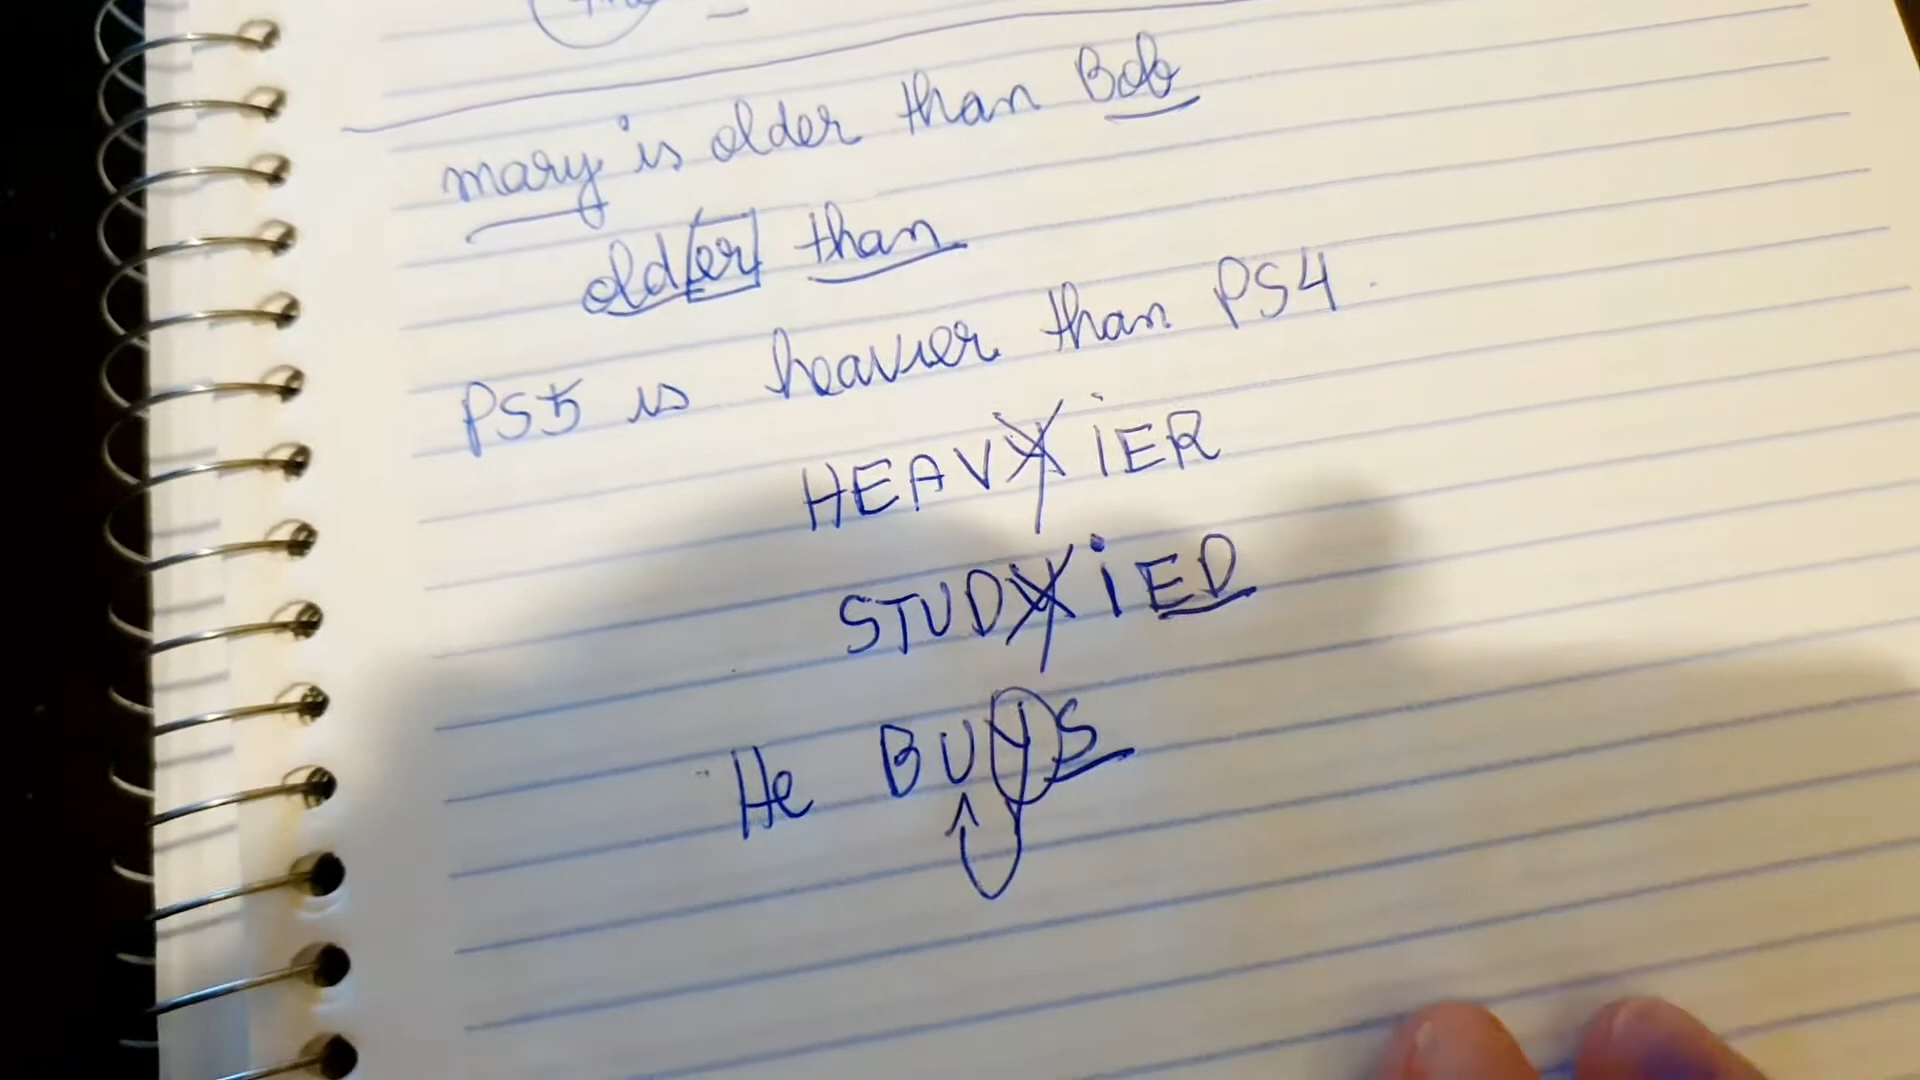 mary is older than Bob
older than
PS5 is heavier than PS4.
HEAVYIER
STUDYIED
He BUYS